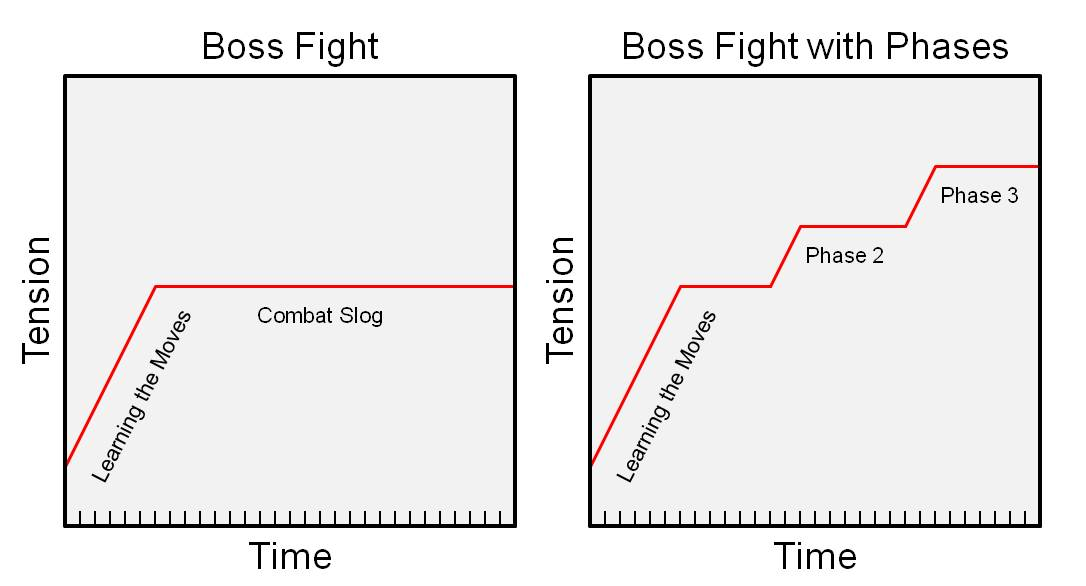 Boss Fight
Tension
Learning the Moves
Combat Slog
Time
Boss Fight with Phases
Tension
Learning the Moves
Phase 2
Phase 3
Time